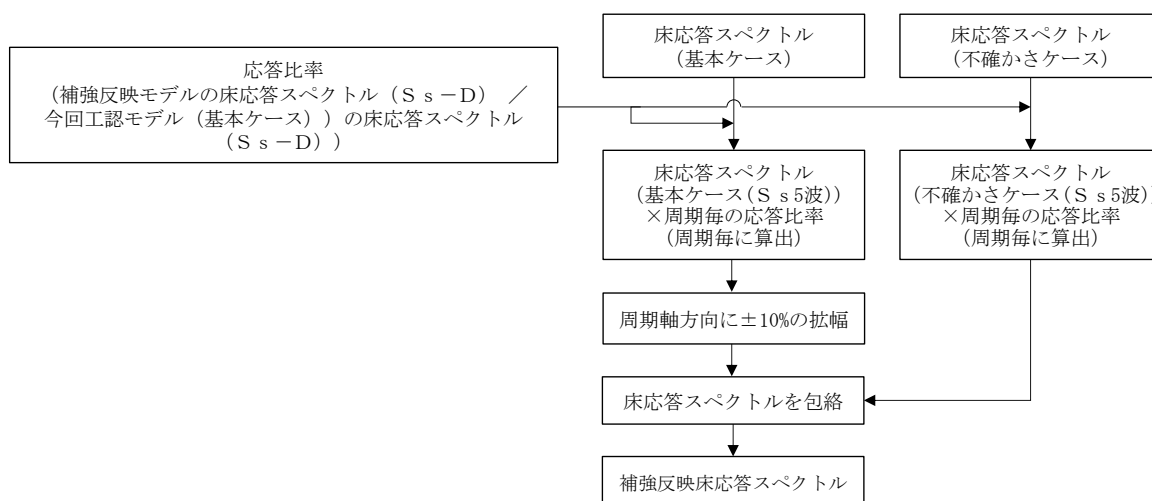 床応答スペクトル
(基本ケース)
床応答スペクトル
(不確かさケース)
応答比率
(補強反映モデルの床応答スペクトル(Ss-D) /
今回工認モデル(基本ケース))の床応答スペクトル
(Ss-D))
床応答スペクトル
(基本ケース(Ss5波))
×周期毎の応答比率
(周期毎に算出)
床応答スペクトル
(不確かさケース(Ss5波))
×周期毎の応答比率
(周期毎に算出)
周期軸方向に±10%の拡幅
床応答スペクトルを包絡
補強反映床応答スペクトル